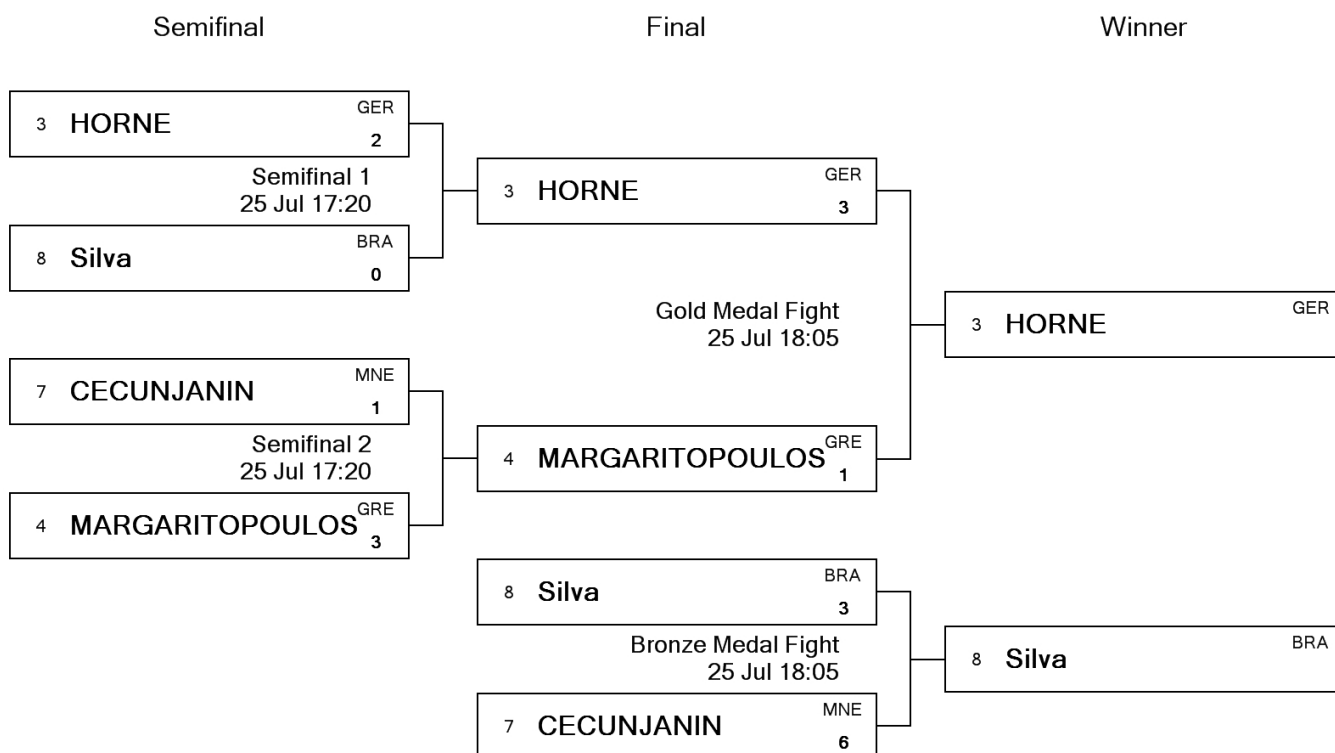 Semifinal Final Winner
3 HORNE GER 2
Semifinal 1
25 Jul 17:20
8 Silva BRA 0
3 HORNE GER 3
Gold Medal Fight
25 Jul 18:05
3 HORNE GER
7 CECUNJANIN MNE 1
Semifinal 2
25 Jul 17:20
4 MARGARITOPOULOS GRE 3
4 MARGARITOPOULOS GRE 1
8 Silva BRA 3
Bronze Medal Fight
25 Jul 18:05
7 CECUNJANIN MNE 6
8 Silva BRA